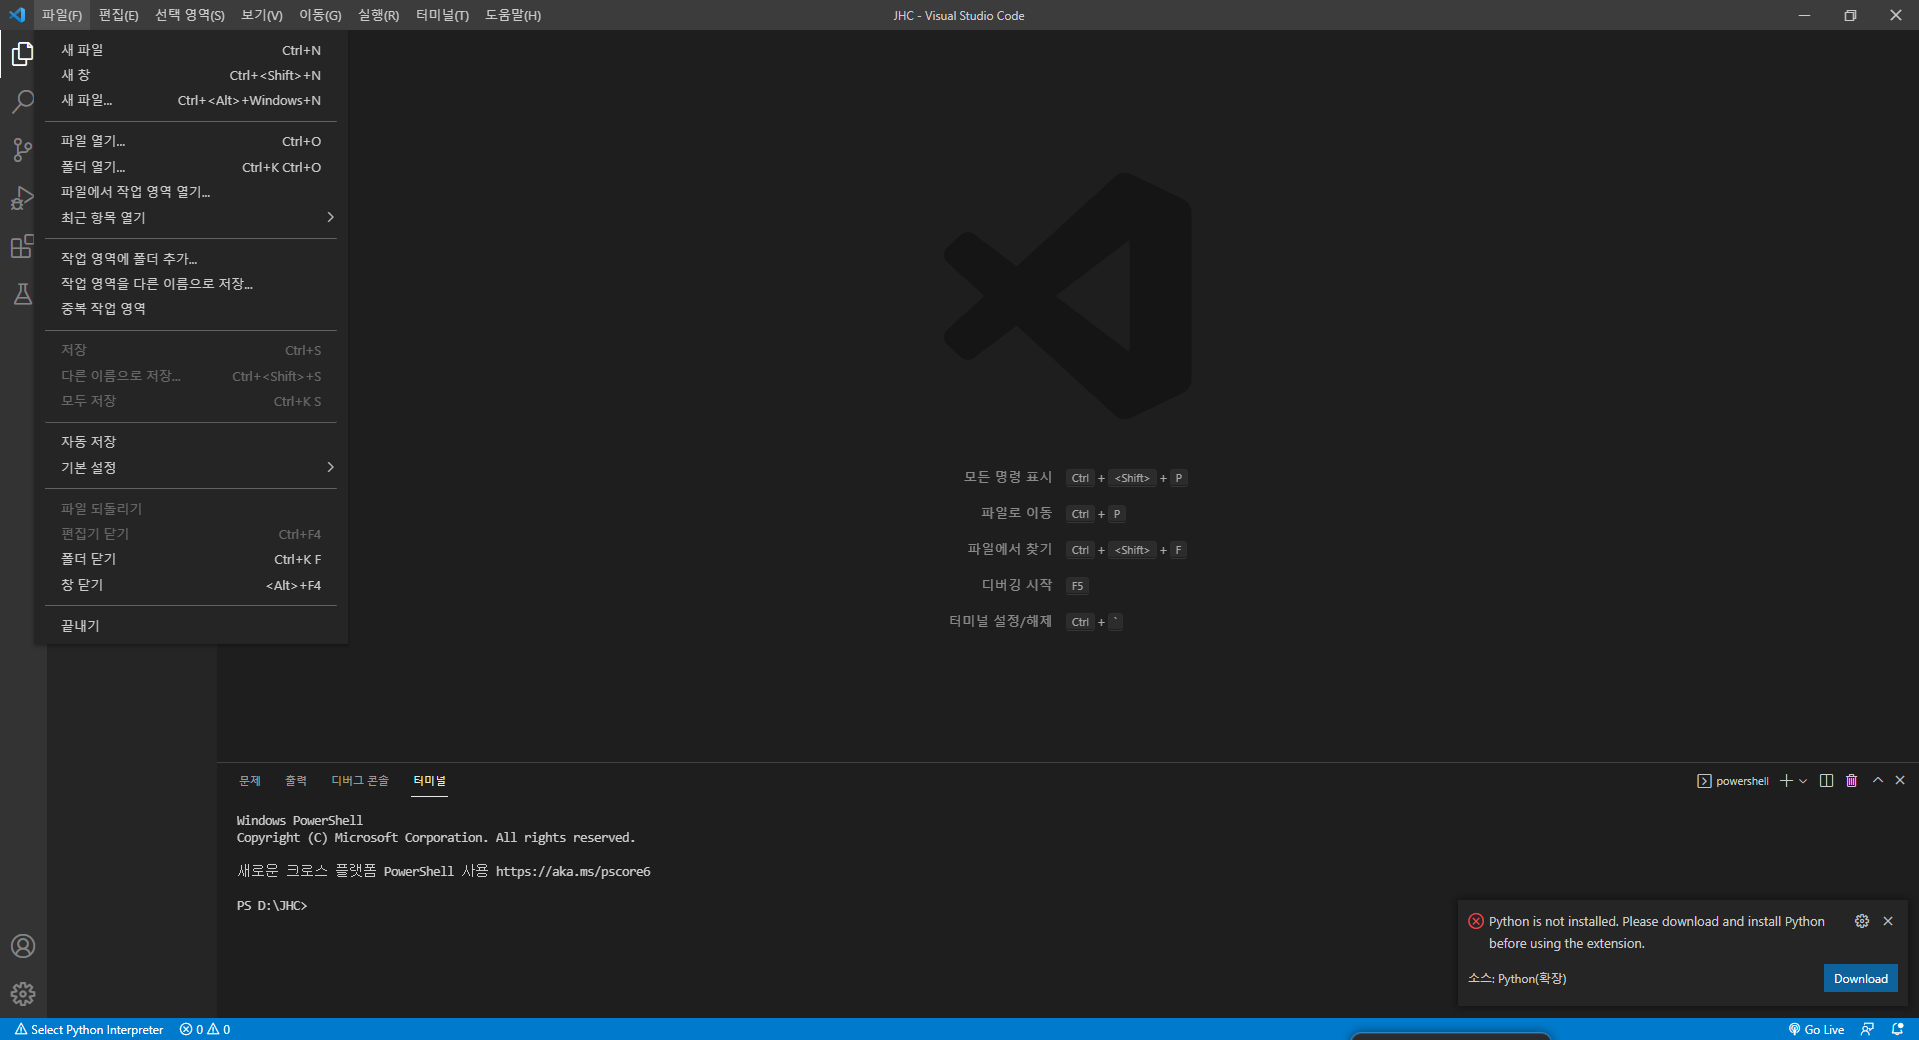 파일(F) 편집(E) 선택 영역(S) 보기(V) 이동(G) 실행(R) 터미널(T) 도움말(H) JHC - Visual Studio Code
새 파일 Ctrl+N
새 창 Ctrl+<Shift>+N
새 파일... Ctrl+<Alt>+Windows+N
파일 열기... Ctrl+O
폴더 열기... Ctrl+K Ctrl+O
파일에서 작업 영역 열기...
최근 항목 열기
작업 영역에 폴더 추가...
작업 영역을 다른 이름으로 저장...
중복 작업 영역
저장 Ctrl+S
다른 이름으로 저장... Ctrl+<Shift>+S
모두 저장 Ctrl+K S
자동 저장
기본 설정
파일 되돌리기
편집기 닫기 Ctrl+F4
폴더 닫기 Ctrl+K F
창 닫기 <Alt>+F4
끝내기
모든 명령 표시 Ctrl + <Shift> + P
파일로 이동 Ctrl + P
파일에서 찾기 Ctrl + <Shift> + F
디버깅 시작 F5
터미널 설정/해제 Ctrl + `
문제 출력 디버그 콘솔 터미널 powershell
Windows PowerShell
Copyright (C) Microsoft Corporation. All rights reserved.
새로운 크로스 플랫폼 PowerShell 사용 https://aka.ms/pscore6
PS D:\JHC>
Python is not installed. Please download and install Python
before using the extension.
소스: Python(확장) Download
Select Python Interpreter 0 0 Go Live